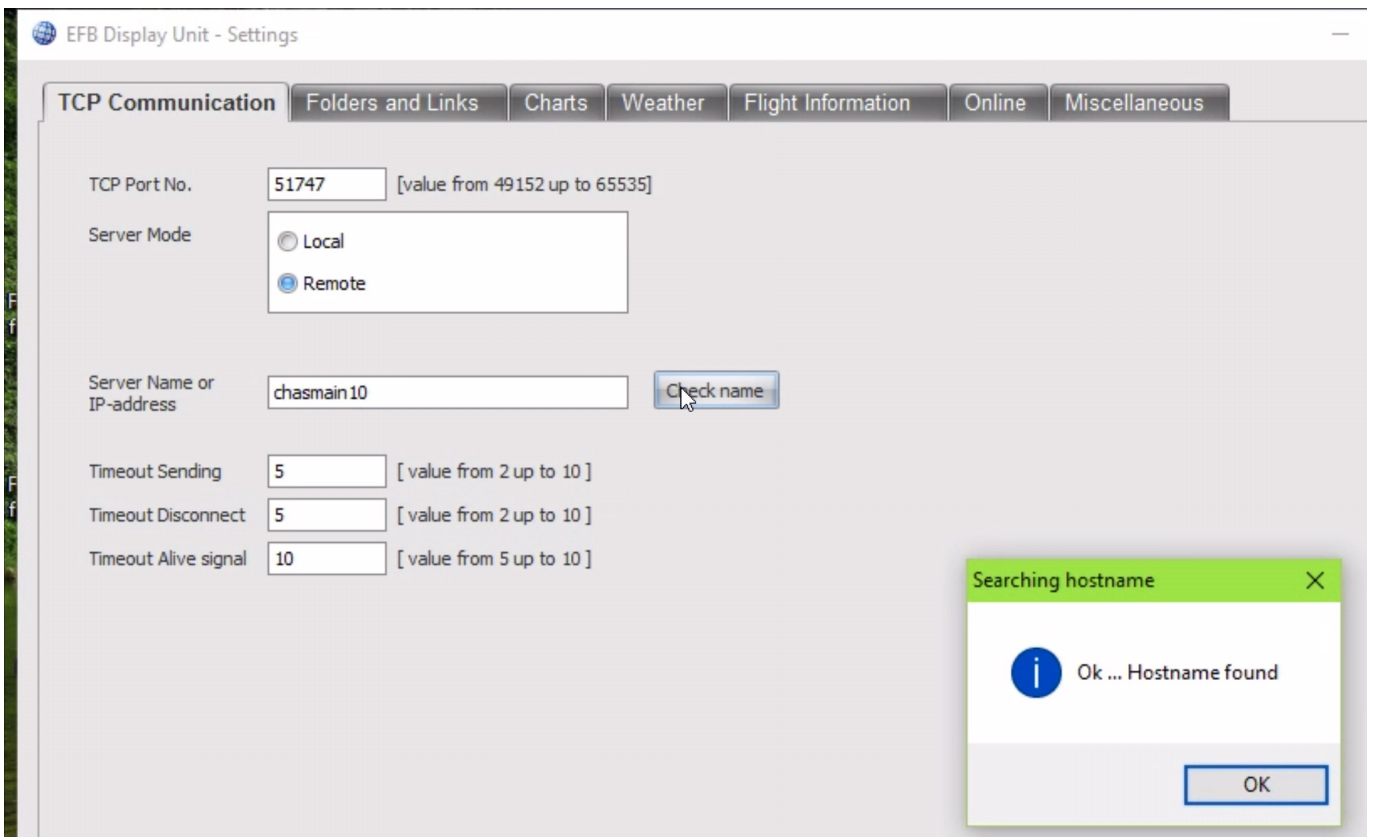 EFB Display Unit - Settings
TCP Communication Folders and Links Charts Weather Flight Information Online Miscellaneous
TCP Port No. 51747 [value from 49152 up to 65535]
Server Mode
Local
Remote
Server Name or
IP-address
chasmain10
Check name
Timeout Sending 5 [ value from 2 up to 10 ]
Timeout Disconnect 5 [ value from 2 up to 10 ]
Timeout Alive signal 10 [ value from 5 up to 10 ]
Searching hostname
Ok ... Hostname found
OK
F
f
F
f